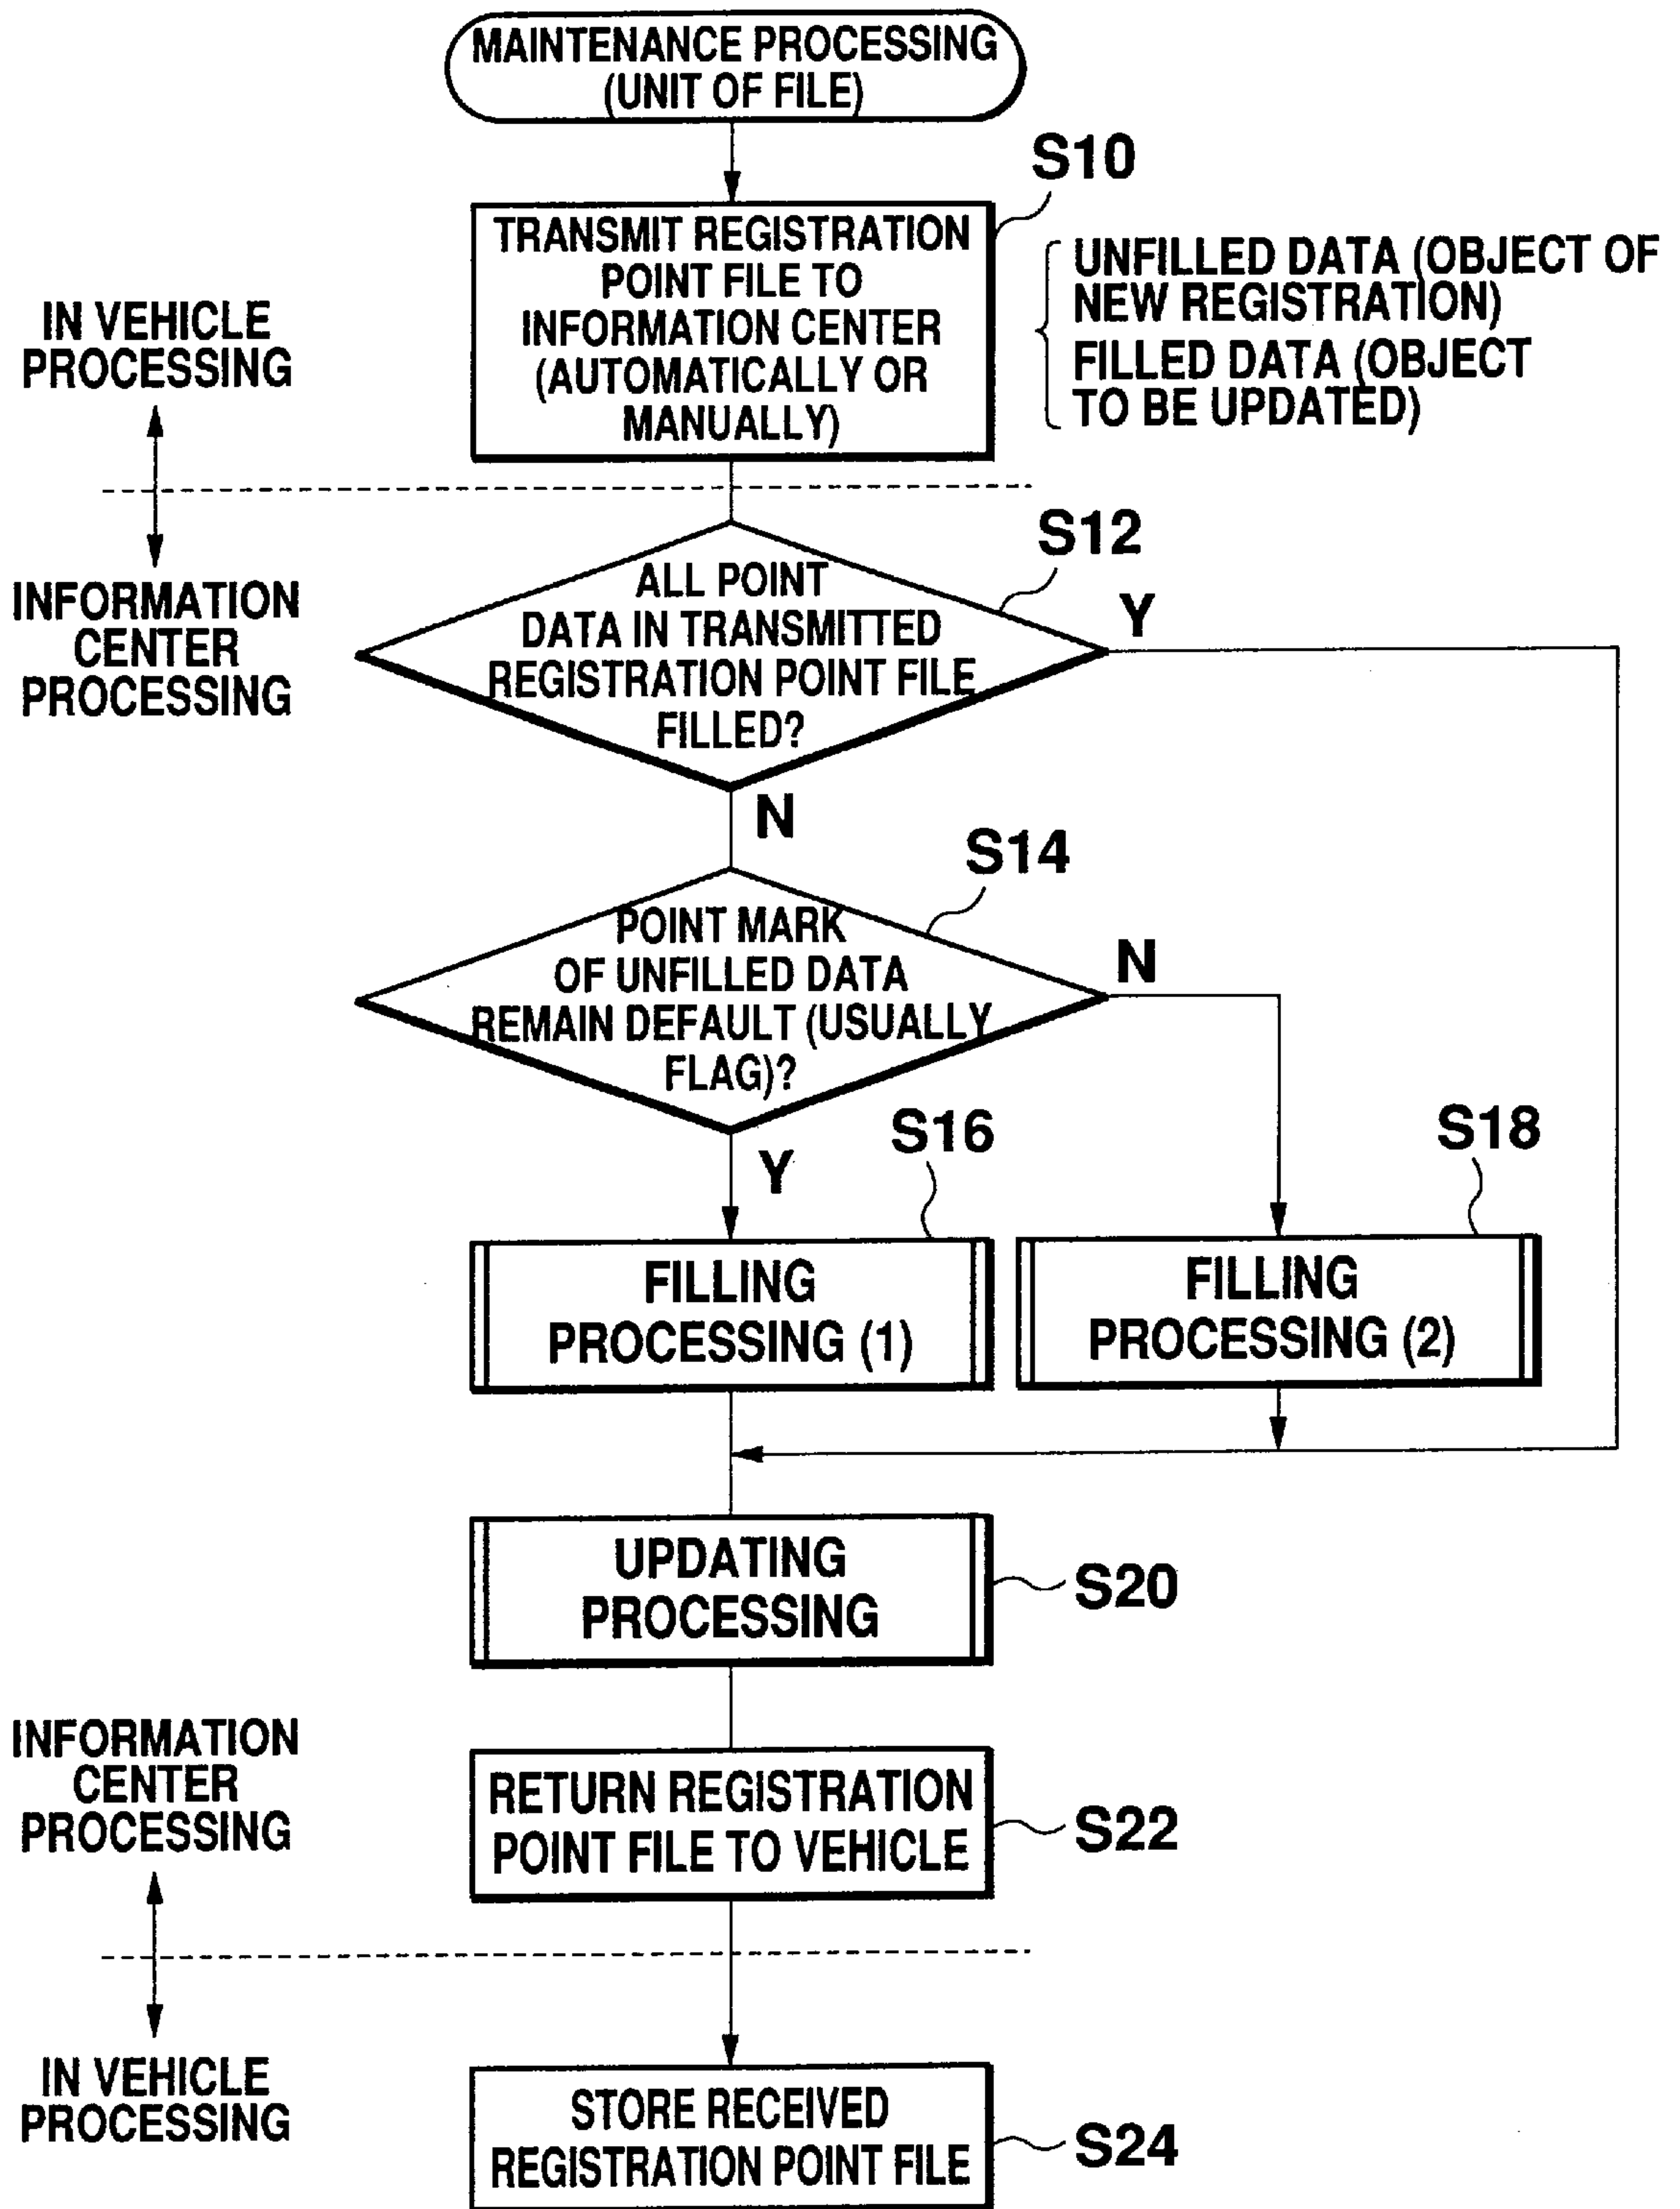 MAINTENANCE PROCESSING
(UNIT OF FILE)
S10
TRANSMIT REGISTRATION
POINT FILE TO
INFORMATION CENTER
(AUTOMATICALLY OR
MANUALLY)
UNFILLED DATA (OBJECT OF
NEW REGISTRATION)
FILLED DATA (OBJECT
TO BE UPDATED)
IN VEHICLE
PROCESSING
INFORMATION
CENTER
PROCESSING
S12
ALL POINT
DATA IN TRANSMITTED
REGISTRATION POINT FILE
FILLED?
Y
N
S14
POINT MARK
OF UNFILLED DATA
REMAIN DEFAULT (USUALLY
FLAG)?
N
Y
S16
S18
FILLING
PROCESSING (1)
FILLING
PROCESSING (2)
UPDATING
PROCESSING
S20
INFORMATION
CENTER
PROCESSING
RETURN REGISTRATION
POINT FILE TO VEHICLE
S22
IN VEHICLE
PROCESSING
STORE RECEIVED
REGISTRATION POINT FILE
S24